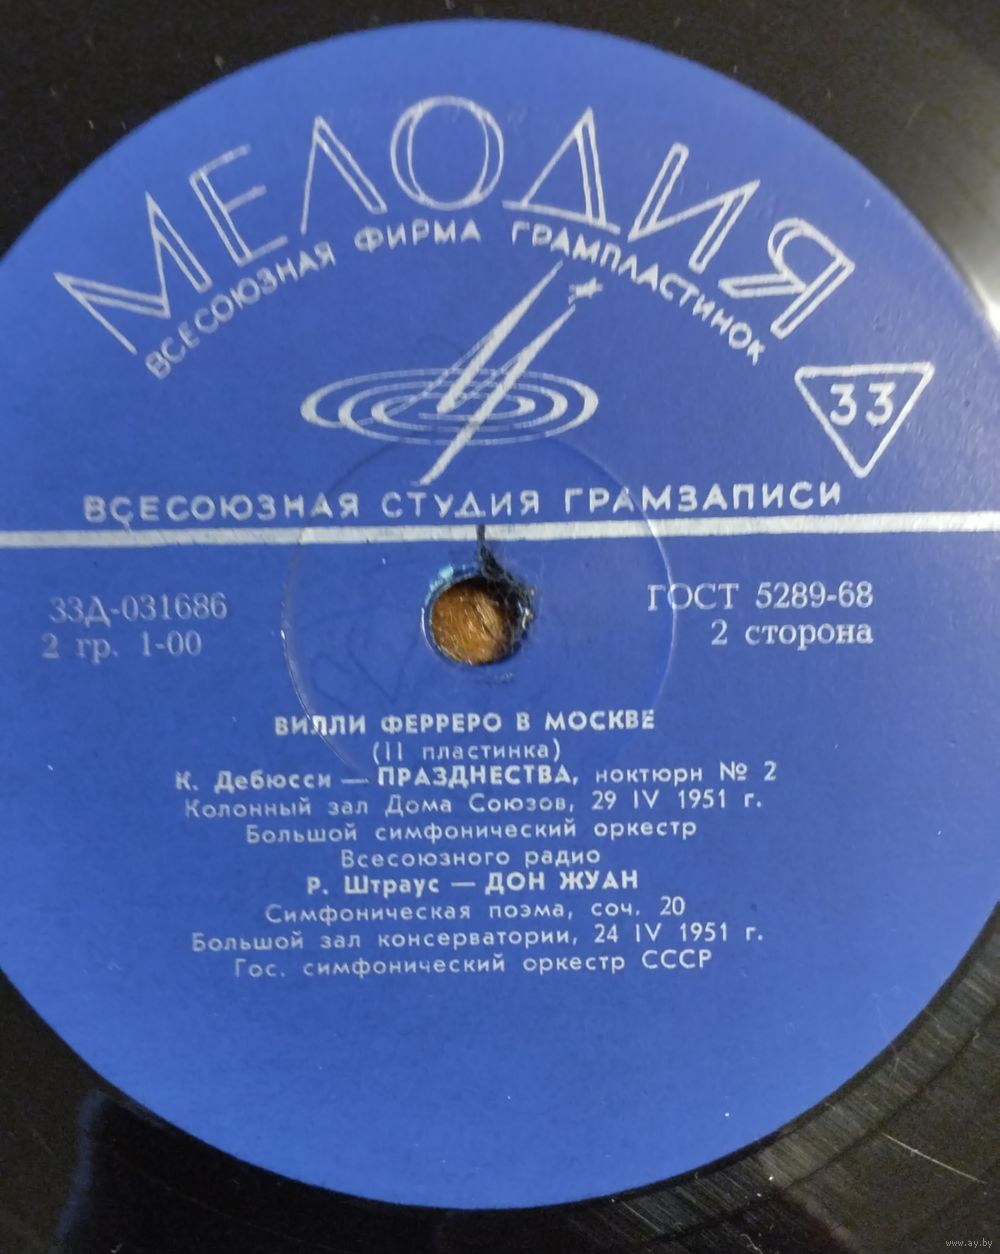 МЕЛОДИЯ
ВСЕСОЮЗНАЯ ФИРМА ГРАМПЛАСТИНОК
33
ВСЕСОЮЗНАЯ СТУДИЯ ГРАМЗАПИСИ
33Д-031686
2 гр. 1-00
ГОСТ 5289-68
2 сторона
ВИЛЛИ ФЕРРЕРО В МОСКВЕ
(II пластинка)
К. Дебюсси — ПРАЗДНЕСТВА, ноктюрн № 2
Колонный зал Дома Союзов, 29 IV 1951 г.
Большой симфонический оркестр
Всесоюзного радио
Р. Штраус — ДОН ЖУАН
Симфоническая поэма, соч. 20
Большой зал консерватории, 24 IV 1951 г.
Гос. симфонический оркестр СССР
www.ay.by